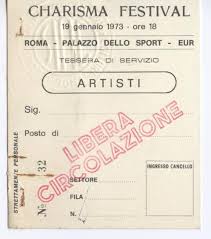 CHARISMA FESTIVAL
19 gennaio 1973 - ore 18
ROMA - PALAZZO DELLO SPORT - EUR
TESSERA DI SERVIZIO
ARTISTI
Sig.
Posto di
LIBERA
CIRCOLAZIONE
STRETTAMENTE PERSONALE
N° 32
SETTORE
FILA
N.
INGRESSO CANCELLO